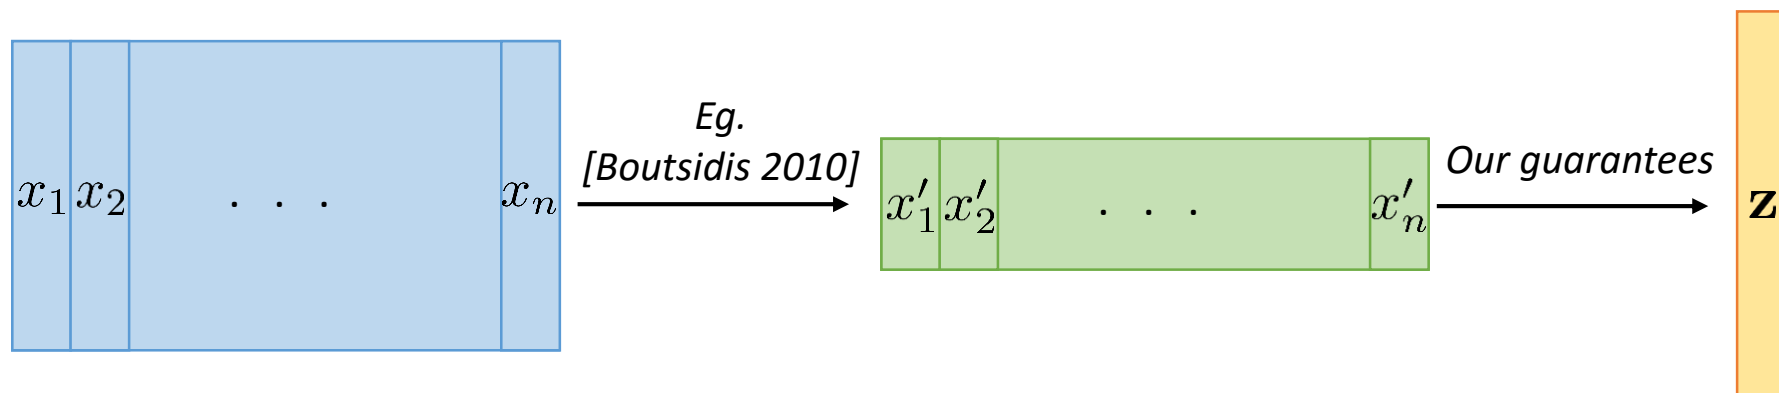 x₁ x₂ . . . xₙ
Eg.
[Boutsidis 2010]
x′₁ x′₂ . . . x′ₙ
Our guarantees
z